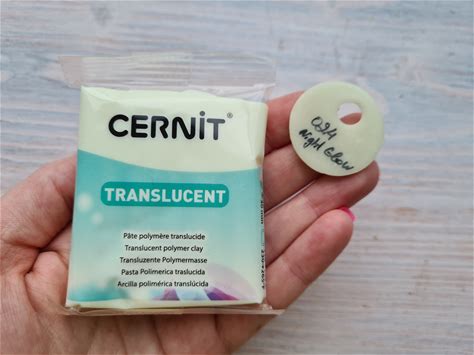 CERNIT®
TRANSLUCENT
Pâte polymère translucide
Translucent polymer clay
Transluzente Polymermasse
Pasta Polimerica traslucida
Arcilla polimérica translúcida
024
Night Glow